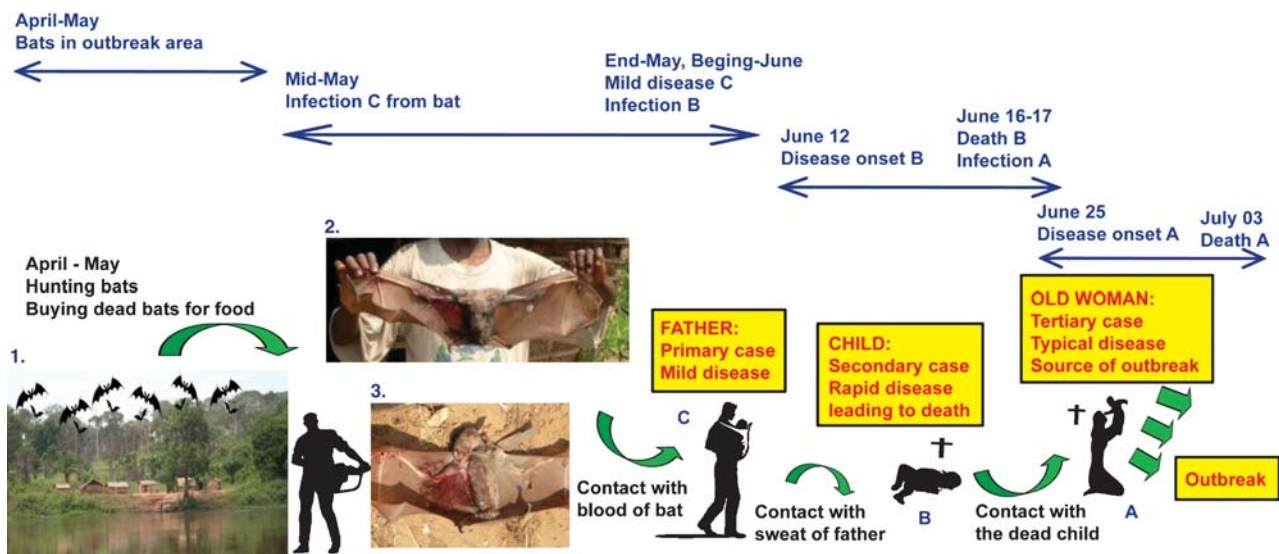 April-May
Bats in outbreak area
Mid-May
Infection C from bat
End-May, Beging-June
Mild disease C
Infection B
June 12
Disease onset B
June 16-17
Death B
Infection A
June 25
Disease onset A
July 03
Death A
April - May
Hunting bats
Buying dead bats for food
1.
2.
3.
FATHER:
Primary case
Mild disease
CHILD:
Secondary case
Rapid disease
leading to death
OLD WOMAN:
Tertiary case
Typical disease
Source of outbreak
C
Contact with
blood of bat
Contact with
sweat of father
B
Contact with
the dead child
A
Outbreak